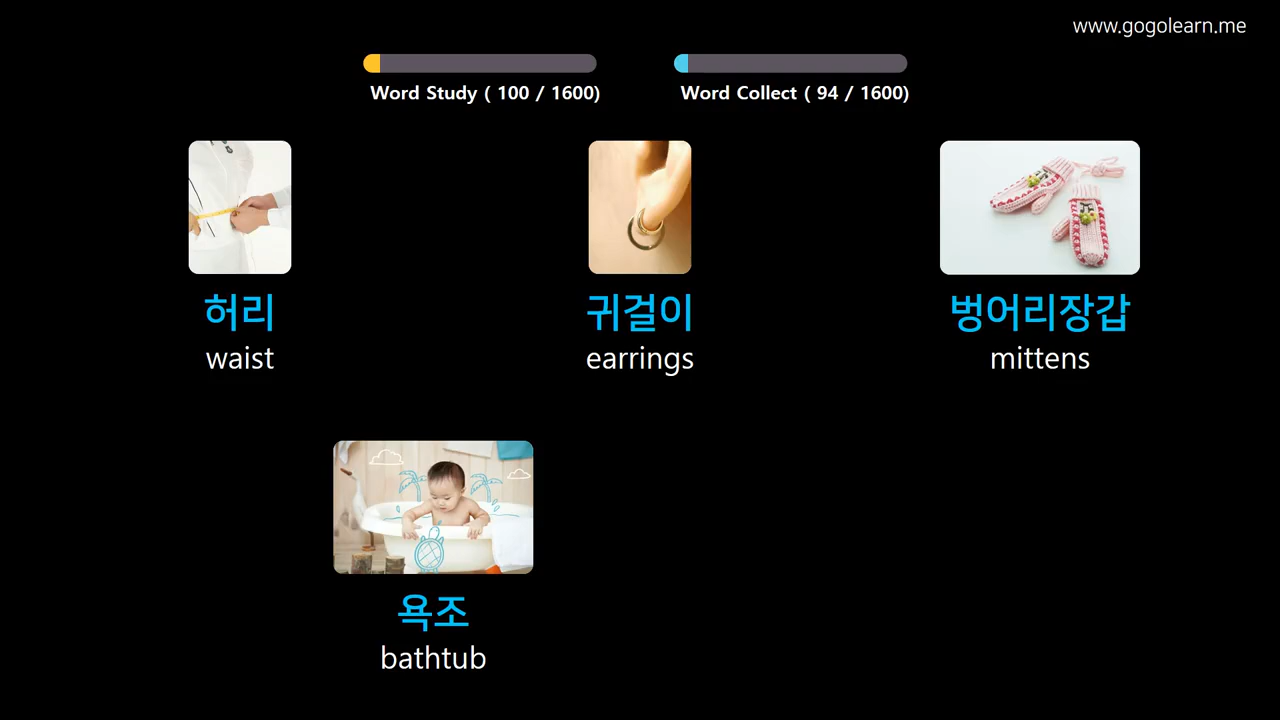 www.gogolearn.me
Word Study ( 100 / 1600)
Word Collect ( 94 / 1600)
허리
waist
귀걸이
earrings
벙어리장갑
mittens
욕조
bathtub